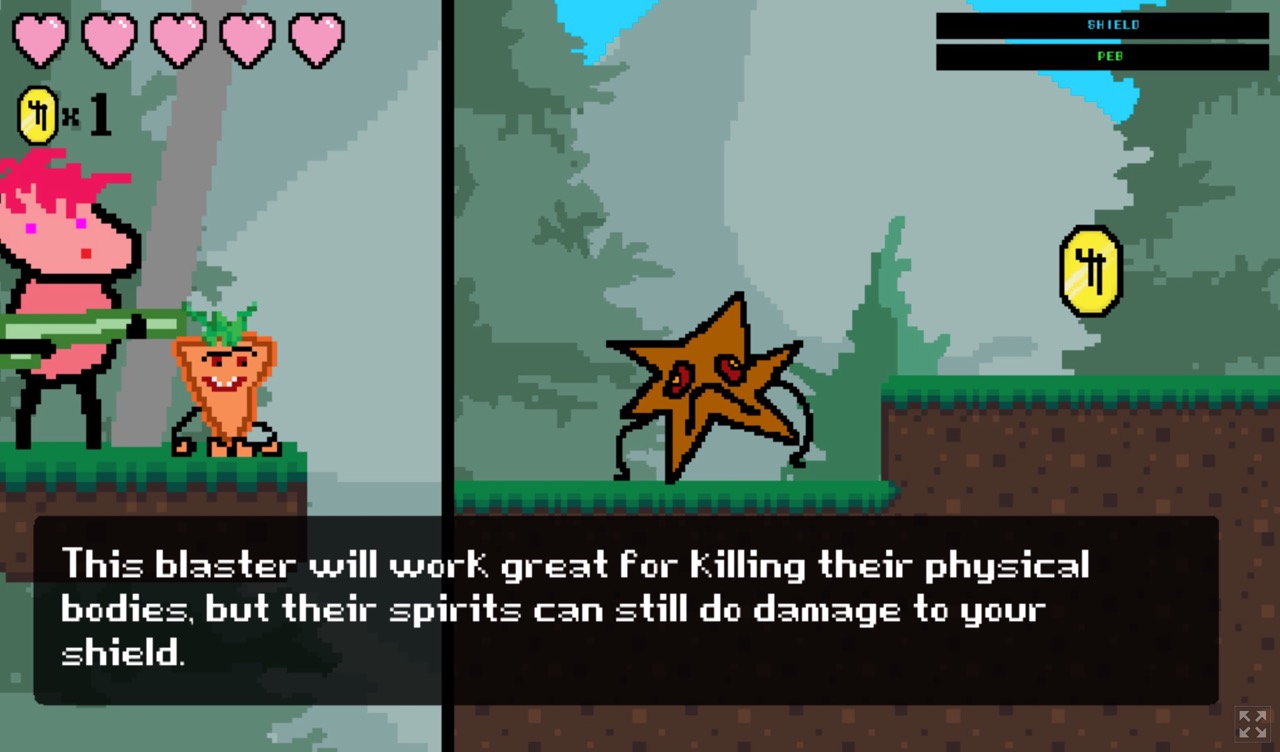 SHIELD
PEB
x 1
This blaster will work great for killing their physical
bodies, but their spirits can still do damage to your
shield.